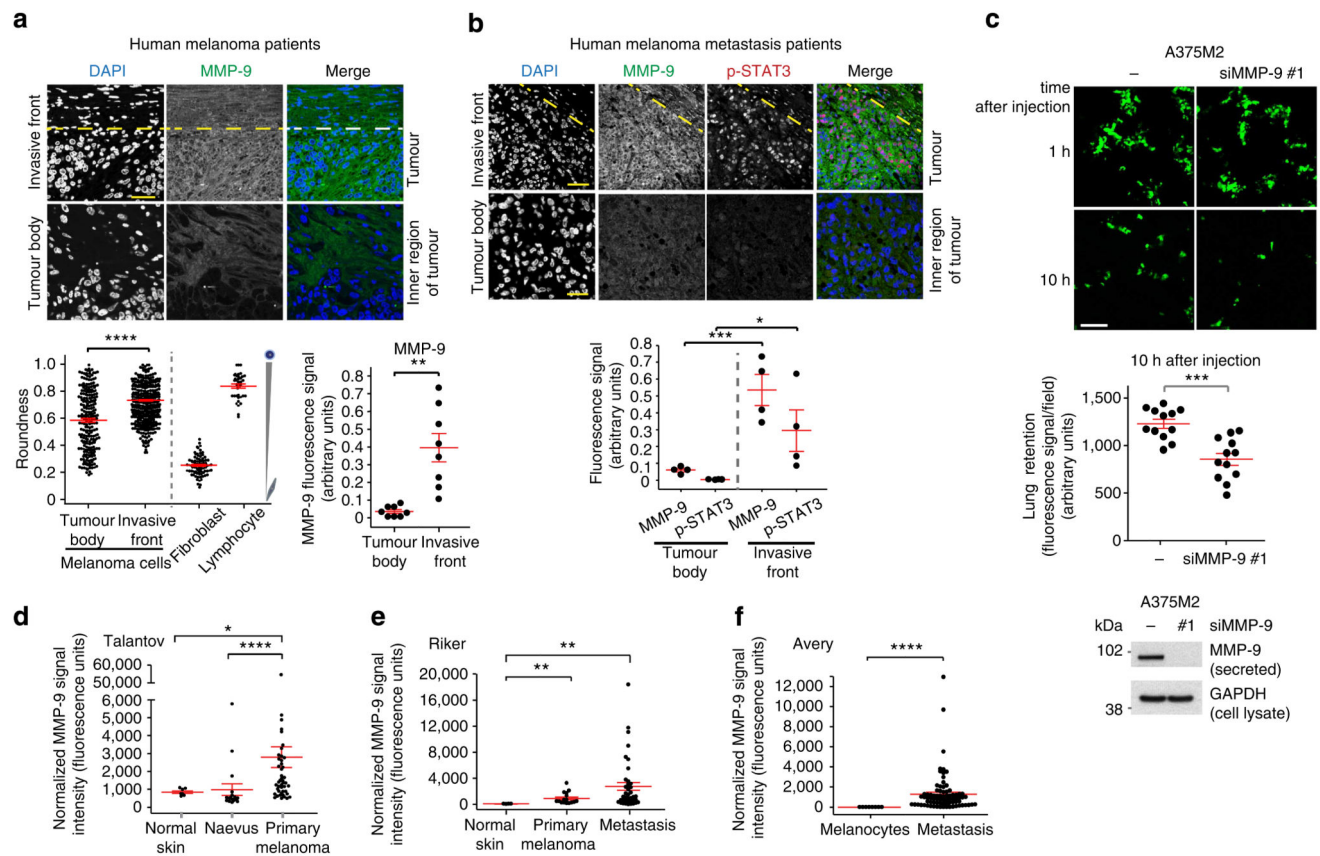 a
Human melanoma patients
DAPI MMP-9 Merge
Invasive front
Tumour
Tumour body
Inner region
of tumour
****
Roundness
1.0
0.8
0.6
0.4
0.2
0
Tumour
body
Invasive
front
Melanoma cells
Fibroblast
Lymphocyte
MMP-9
**
MMP-9 fluorescence signal
(arbitrary units)
0.8
0.7
0.6
0.5
0.4
0.3
0.2
0.1
0
Tumour
body
Invasive
front
b
Human melanoma metastasis patients
DAPI MMP-9 p-STAT3 Merge
Invasive front
Tumour
Tumour body
Inner region
of tumour
*
***
Fluorescence signal
(arbitrary units)
0.8
0.7
0.6
0.5
0.4
0.3
0.2
0.1
0
MMP-9
p-STAT3
MMP-9
p-STAT3
Tumour
body
Invasive
front
c
A375M2
– siMMP-9 #1
time
after injection
1 h
10 h
10 h after injection
***
Lung retention
(fluorescence signal/field)
(arbitrary units)
1,500
1,000
500
0
– siMMP-9 #1
A375M2
kDa – #1 siMMP-9
102
MMP-9
(secreted)
38
GAPDH
(cell lysate)
d
Talantov
*
****
Normalized MMP-9 signal
intensity (fluorescence units)
60,000
50,000
6,000
5,000
4,000
3,000
2,000
1,000
0
Normal
skin
Naevus
Primary
melanoma
e
Riker
**
**
Normalized MMP-9 signal
intensity (fluorescence units)
20,000
16,000
12,000
8,000
4,000
0
Normal
skin
Primary
melanoma
Metastasis
f
Avery
****
Normalized MMP-9 signal
intensity (fluorescence units)
12,000
10,000
8,000
6,000
4,000
2,000
0
Melanocytes Metastasis